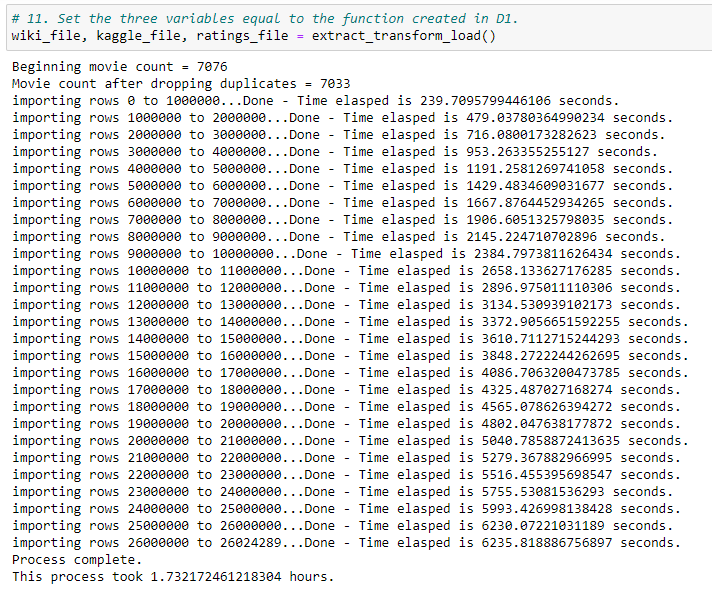 # 11. Set the three variables equal to the function created in D1.
wiki_file, kaggle_file, ratings_file = extract_transform_load()
Beginning movie count = 7076
Movie count after dropping duplicates = 7033
importing rows 0 to 1000000...Done - Time elasped is 239.7095799446106 seconds.
importing rows 1000000 to 2000000...Done - Time elasped is 479.03780364990234 seconds.
importing rows 2000000 to 3000000...Done - Time elasped is 716.0800173282623 seconds.
importing rows 3000000 to 4000000...Done - Time elasped is 953.263355255127 seconds.
importing rows 4000000 to 5000000...Done - Time elasped is 1191.2581269741058 seconds.
importing rows 5000000 to 6000000...Done - Time elasped is 1429.4834609031677 seconds.
importing rows 6000000 to 7000000...Done - Time elasped is 1667.8764452934265 seconds.
importing rows 7000000 to 8000000...Done - Time elasped is 1906.6051325798035 seconds.
importing rows 8000000 to 9000000...Done - Time elasped is 2145.224710702896 seconds.
importing rows 9000000 to 10000000...Done - Time elasped is 2384.7973811626434 seconds.
importing rows 10000000 to 11000000...Done - Time elasped is 2658.133627176285 seconds.
importing rows 11000000 to 12000000...Done - Time elasped is 2896.975011110306 seconds.
importing rows 12000000 to 13000000...Done - Time elasped is 3134.530939102173 seconds.
importing rows 13000000 to 14000000...Done - Time elasped is 3372.9056651592255 seconds.
importing rows 14000000 to 15000000...Done - Time elasped is 3610.7112715244293 seconds.
importing rows 15000000 to 16000000...Done - Time elasped is 3848.2722244262695 seconds.
importing rows 16000000 to 17000000...Done - Time elasped is 4086.7063200473785 seconds.
importing rows 17000000 to 18000000...Done - Time elasped is 4325.487027168274 seconds.
importing rows 18000000 to 19000000...Done - Time elasped is 4565.078626394272 seconds.
importing rows 19000000 to 20000000...Done - Time elasped is 4802.047638177872 seconds.
importing rows 20000000 to 21000000...Done - Time elasped is 5040.7858872413635 seconds.
importing rows 21000000 to 22000000...Done - Time elasped is 5279.367882966995 seconds.
importing rows 22000000 to 23000000...Done - Time elasped is 5516.455395698547 seconds.
importing rows 23000000 to 24000000...Done - Time elasped is 5755.53081536293 seconds.
importing rows 24000000 to 25000000...Done - Time elasped is 5993.426998138428 seconds.
importing rows 25000000 to 26000000...Done - Time elasped is 6230.07221031189 seconds.
importing rows 26000000 to 26024289...Done - Time elasped is 6235.818886756897 seconds.
Process complete.
This process took 1.732172461218304 hours.